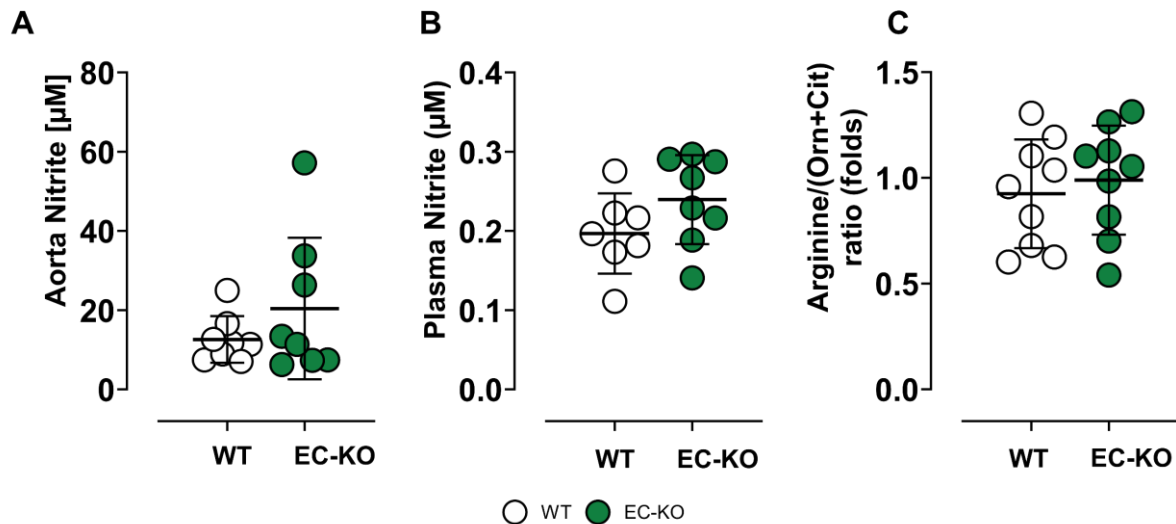 A
Aorta Nitrite [µM]
80
60
40
20
0
WT EC-KO
B
Plasma Nitrite (µM)
0.4
0.3
0.2
0.1
0.0
WT EC-KO
C
Arginine/(Orn+Cit)
ratio (folds)
1.5
1.0
0.5
0.0
WT EC-KO
WT EC-KO